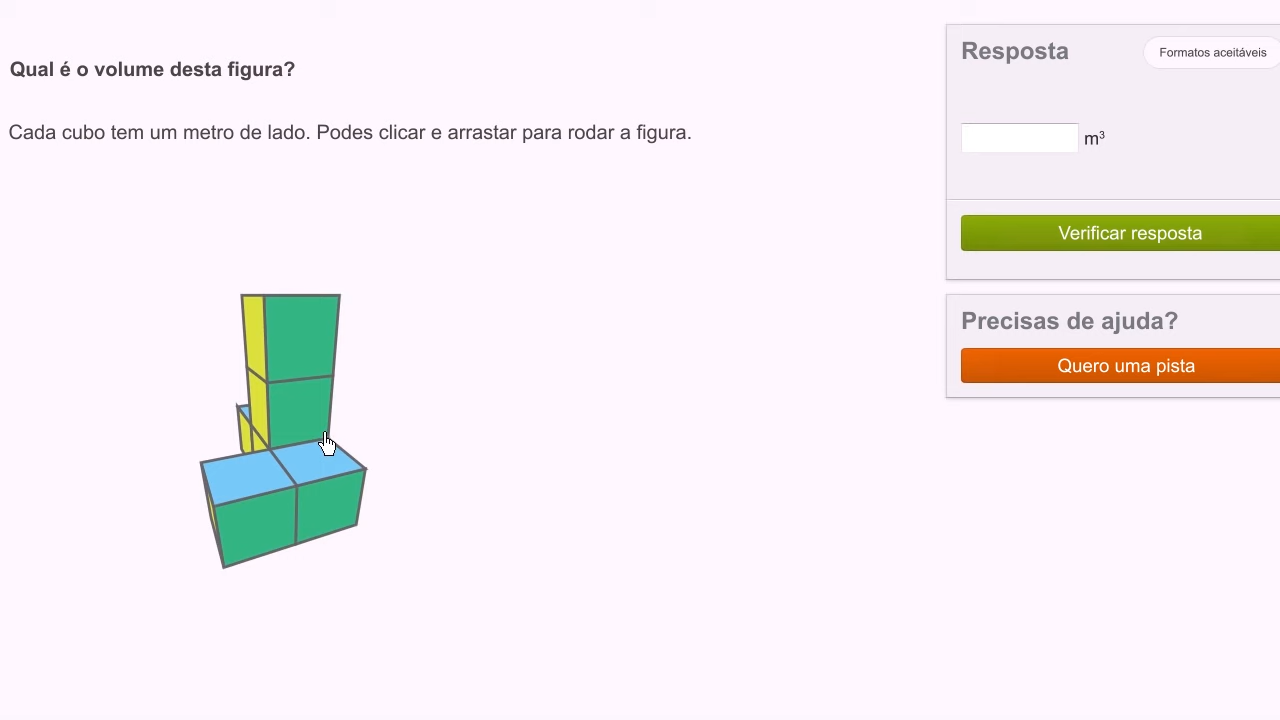 Qual é o volume desta figura?
Cada cubo tem um metro de lado. Podes clicar e arrastar para rodar a figura.
Resposta
Formatos aceitáveis
m³
Verificar resposta
Precisas de ajuda?
Quero uma pista